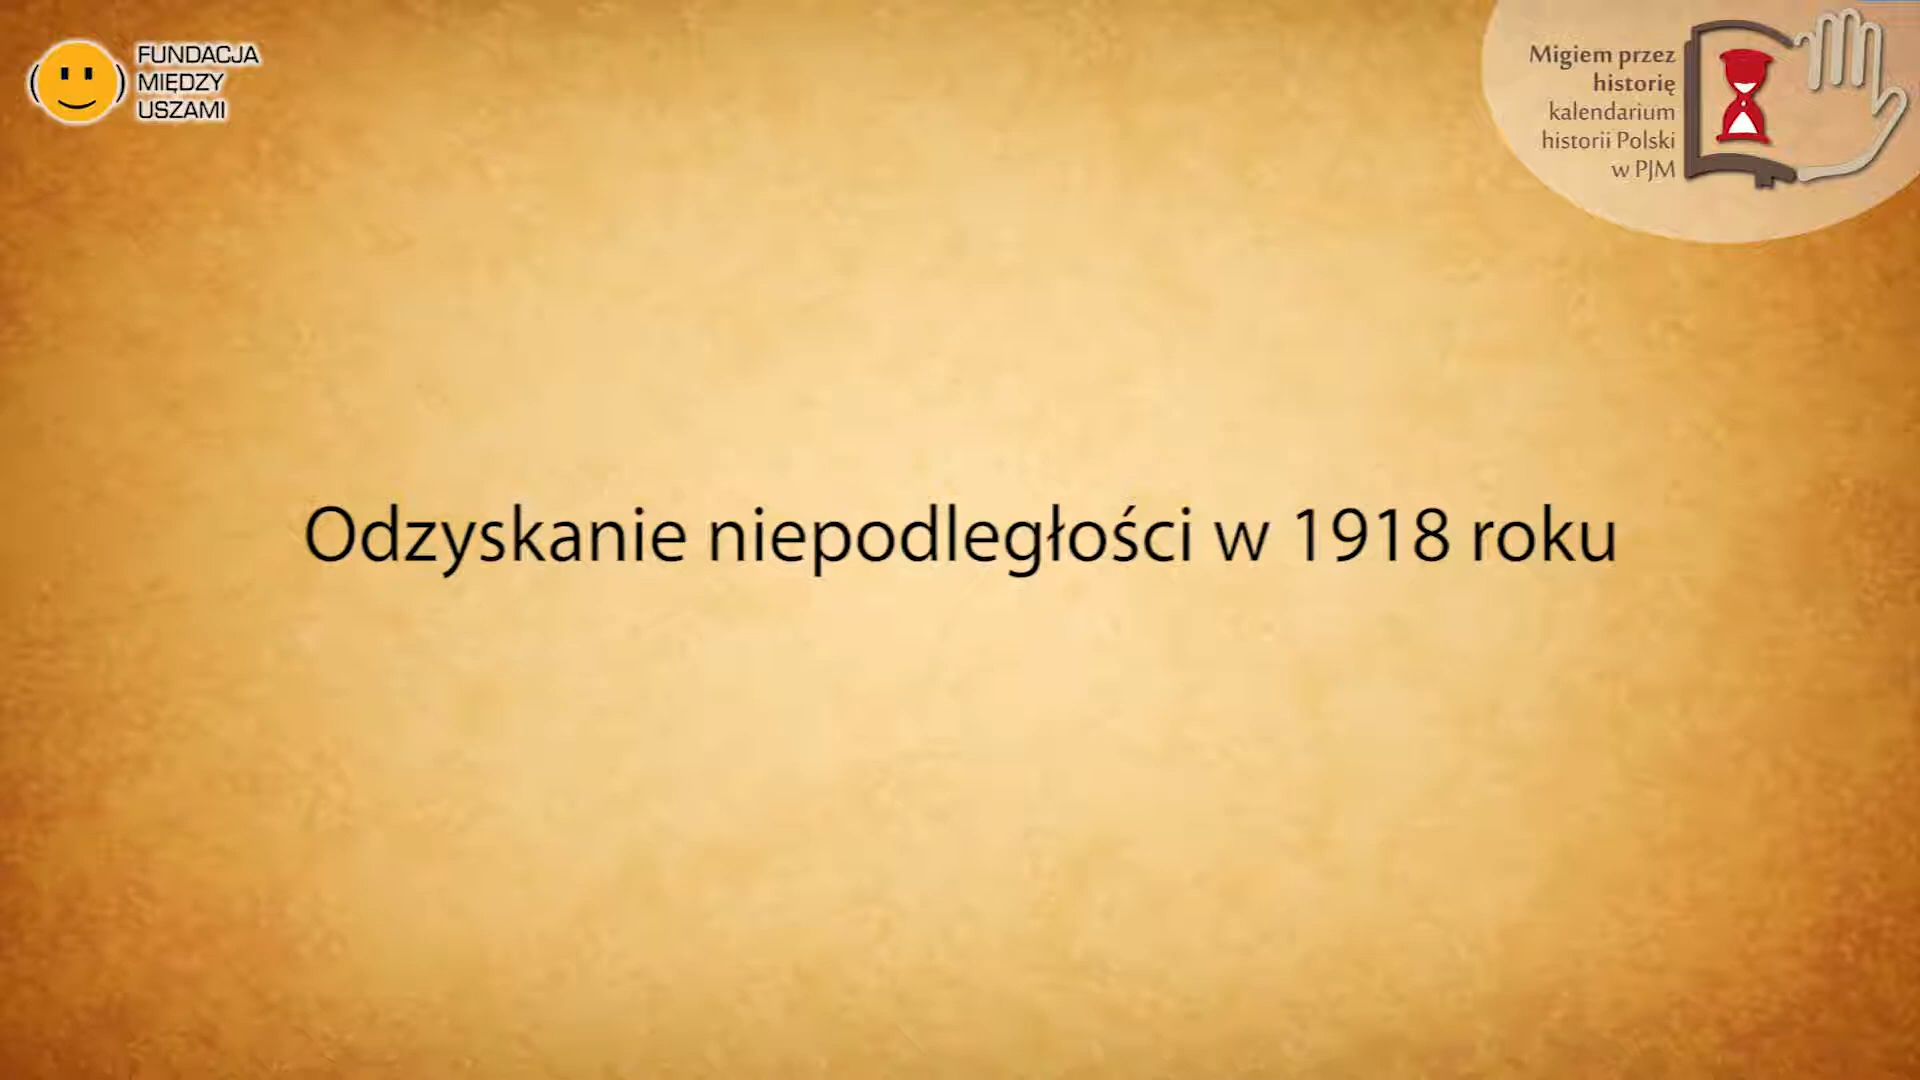 FUNDACJA
MIĘDZY
USZAMI
Migiem przez
historię
kalendarium
historii Polski
w PJM
Odzyskanie niepodległości w 1918 roku